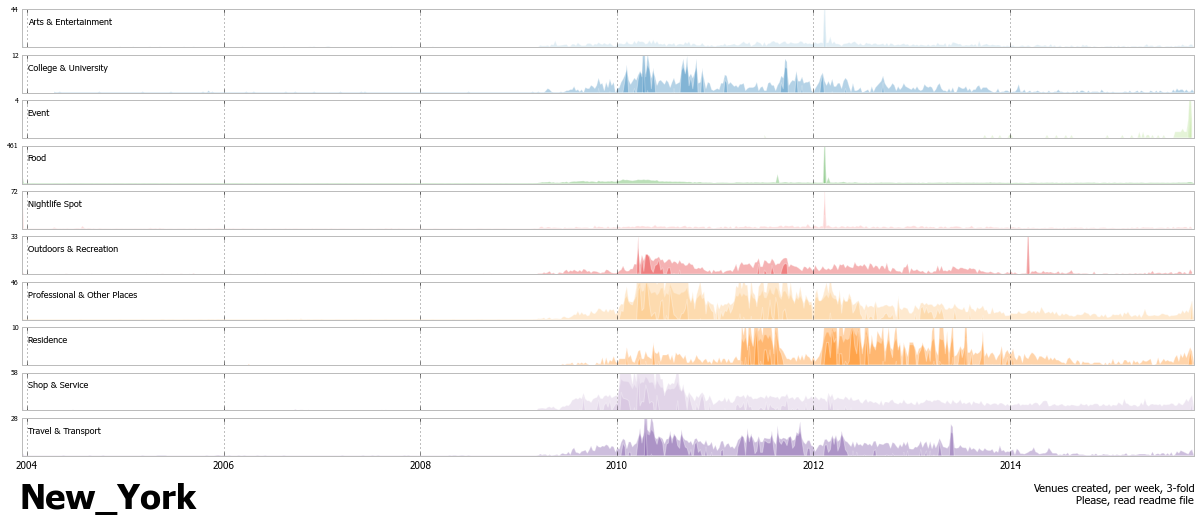 44
Arts & Entertainment
12
College & University
4
Event
461
Food
72
Nightlife Spot
33
Outdoors & Recreation
46
Professional & Other Places
10
Residence
58
Shop & Service
28
Travel & Transport
2004 2006 2008 2010 2012 2014
New_York
Venues created, per week, 3-fold
Please, read readme file